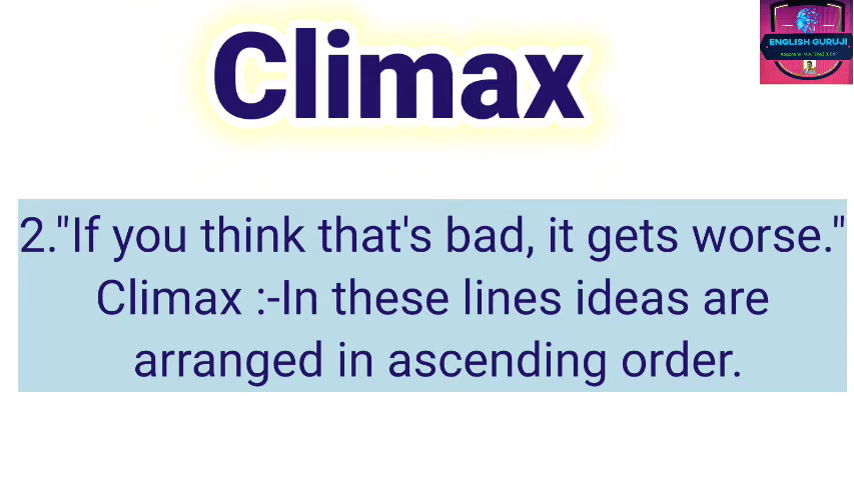 Climax
ENGLISH GURUJI
2."If you think that's bad, it gets worse."
Climax :-In these lines ideas are
arranged in ascending order.